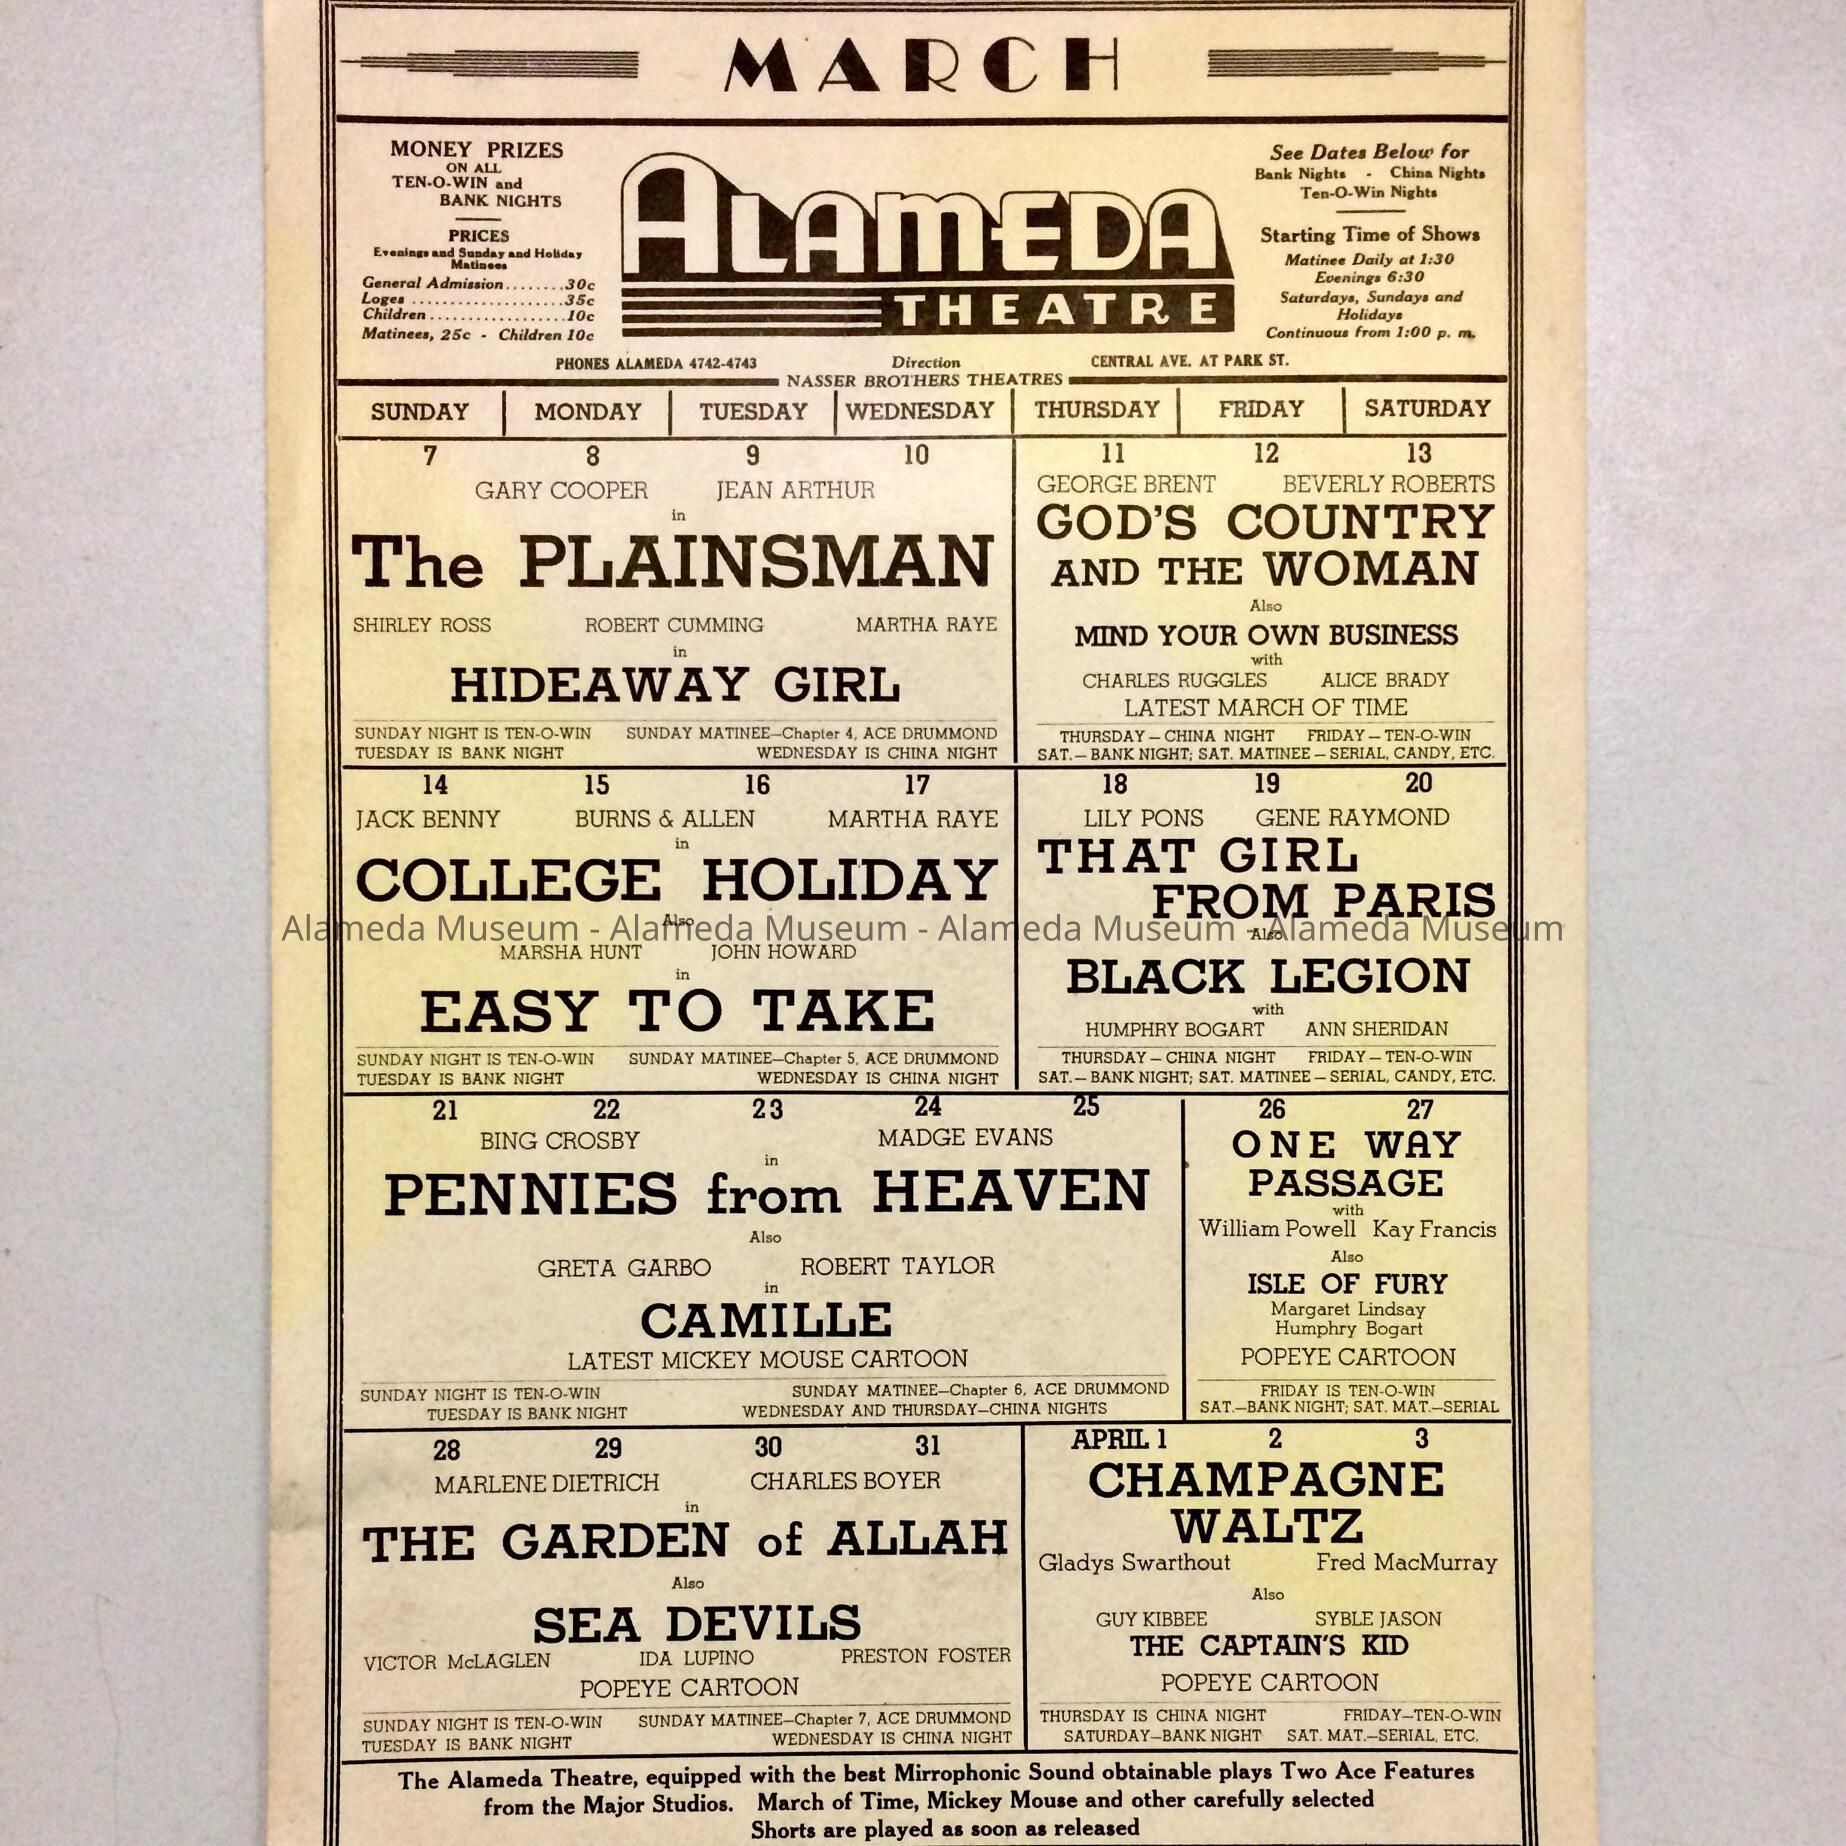 MARCH
MONEY PRIZES
ON ALL
TEN-O-WIN and
BANK NIGHTS
PRICES
Evenings and Sunday and Holiday
Matinees
General Admission........30c
Loges ....................35c
Children ..................10c
Matinees, 25c - Children 10c
ALAMEDA
THEATRE
See Dates Below for
Bank Nights - China Nights
Ten-O-Win Nights
Starting Time of Shows
Matinee Daily at 1:30
Evenings 6:30
Saturdays, Sundays and
Holidays
Continuous from 1:00 p. m.
PHONES ALAMEDA 4742-4743 Direction CENTRAL AVE. AT PARK ST.
NASSER BROTHERS THEATRES
SUNDAY MONDAY TUESDAY WEDNESDAY THURSDAY FRIDAY SATURDAY
7 8 9 10
GARY COOPER JEAN ARTHUR
in
The PLAINSMAN
SHIRLEY ROSS ROBERT CUMMING MARTHA RAYE
in
HIDEAWAY GIRL
SUNDAY NIGHT IS TEN-O-WIN SUNDAY MATINEE—Chapter 4, ACE DRUMMOND
TUESDAY IS BANK NIGHT WEDNESDAY IS CHINA NIGHT
11 12 13
GEORGE BRENT BEVERLY ROBERTS
GOD'S COUNTRY
AND THE WOMAN
Also
MIND YOUR OWN BUSINESS
with
CHARLES RUGGLES ALICE BRADY
LATEST MARCH OF TIME
THURSDAY — CHINA NIGHT FRIDAY — TEN-O-WIN
SAT.— BANK NIGHT; SAT. MATINEE — SERIAL, CANDY, ETC.
14 15 16 17
JACK BENNY BURNS & ALLEN MARTHA RAYE
in
COLLEGE HOLIDAY
Also
MARSHA HUNT JOHN HOWARD
in
EASY TO TAKE
SUNDAY NIGHT IS TEN-O-WIN SUNDAY MATINEE—Chapter 5, ACE DRUMMOND
TUESDAY IS BANK NIGHT WEDNESDAY IS CHINA NIGHT
18 19 20
LILY PONS GENE RAYMOND
THAT GIRL
FROM PARIS
Also
BLACK LEGION
with
HUMPHRY BOGART ANN SHERIDAN
THURSDAY — CHINA NIGHT FRIDAY — TEN-O-WIN
SAT.— BANK NIGHT; SAT. MATINEE — SERIAL, CANDY, ETC.
Alameda Museum - Alameda Museum - Alameda Museum - Alameda Museum
21 22 23 24 25
BING CROSBY MADGE EVANS
in
PENNIES from HEAVEN
Also
GRETA GARBO ROBERT TAYLOR
in
CAMILLE
LATEST MICKEY MOUSE CARTOON
SUNDAY NIGHT IS TEN-O-WIN SUNDAY MATINEE—Chapter 6, ACE DRUMMOND
TUESDAY IS BANK NIGHT WEDNESDAY AND THURSDAY—CHINA NIGHTS
26 27
ONE WAY
PASSAGE
with
William Powell Kay Francis
Also
ISLE OF FURY
Margaret Lindsay
Humphry Bogart
POPEYE CARTOON
FRIDAY IS TEN-O-WIN
SAT.—BANK NIGHT; SAT. MAT.—SERIAL
28 29 30 31
MARLENE DIETRICH CHARLES BOYER
in
THE GARDEN of ALLAH
Also
SEA DEVILS
VICTOR McLAGLEN IDA LUPINO PRESTON FOSTER
POPEYE CARTOON
SUNDAY NIGHT IS TEN-O-WIN SUNDAY MATINEE—Chapter 7, ACE DRUMMOND
TUESDAY IS BANK NIGHT WEDNESDAY IS CHINA NIGHT
APRIL 1 2 3
CHAMPAGNE
WALTZ
Gladys Swarthout Fred MacMurray
Also
GUY KIBBEE SYBLE JASON
THE CAPTAIN'S KID
POPEYE CARTOON
THURSDAY IS CHINA NIGHT FRIDAY—TEN-O-WIN
SATURDAY—BANK NIGHT SAT. MAT.—SERIAL, ETC.
The Alameda Theatre, equipped with the best Mirrophonic Sound obtainable plays Two Ace Features
from the Major Studios. March of Time, Mickey Mouse and other carefully selected
Shorts are played as soon as released